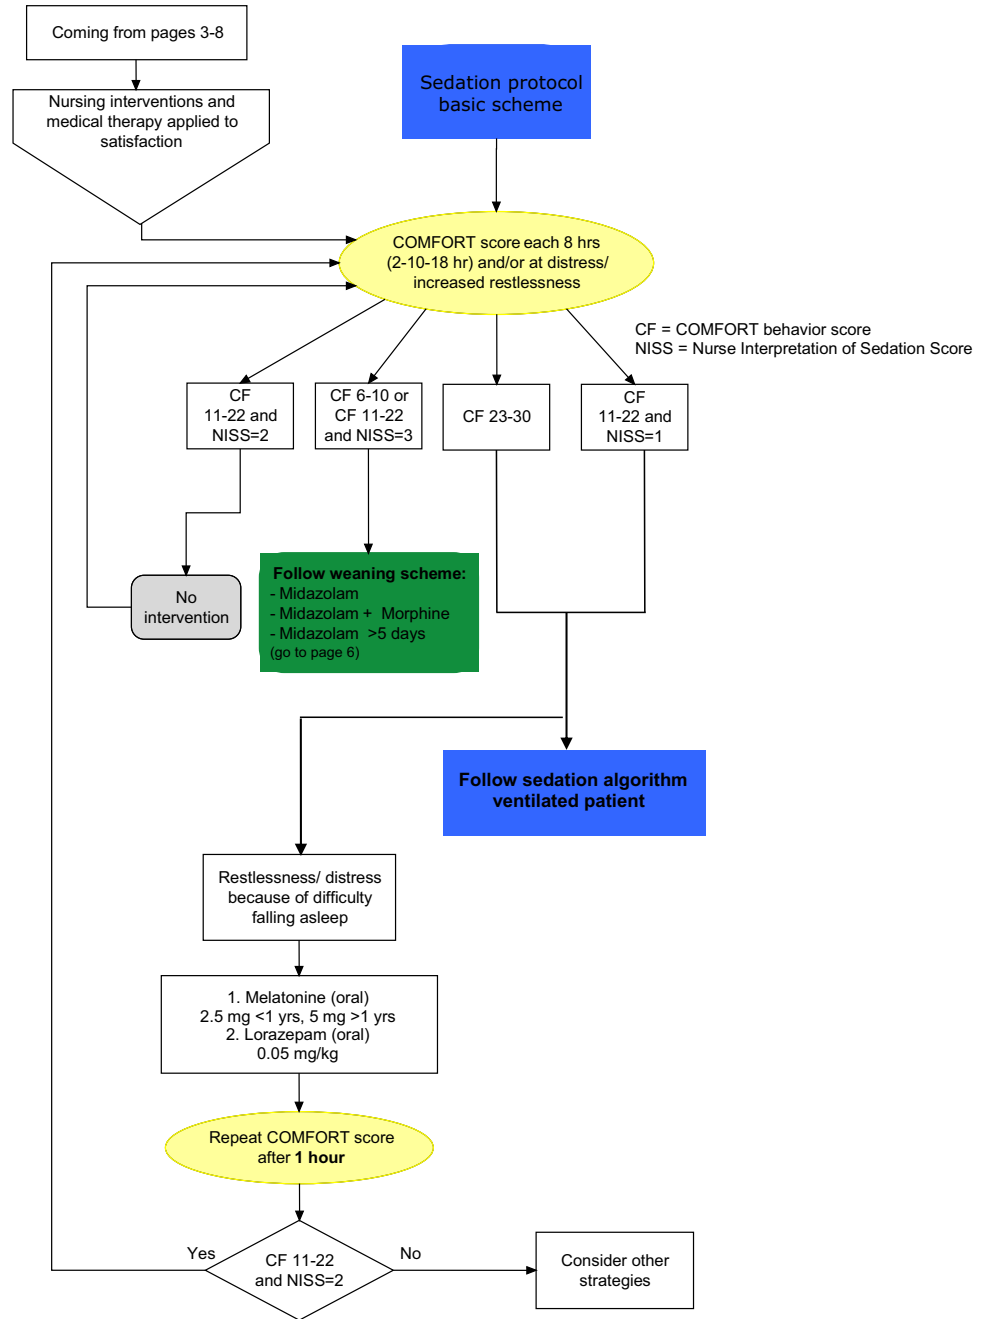 Coming from pages 3-8
Nursing interventions and
medical therapy applied to
satisfaction
Sedation protocol
basic scheme
COMFORT score each 8 hrs
(2-10-18 hr) and/or at distress/
increased restlessness
CF = COMFORT behavior score
NISS = Nurse Interpretation of Sedation Score
CF
11-22 and
NISS=2
CF 6-10 or
CF 11-22
and NISS=3
CF 23-30
CF
11-22 and
NISS=1
No
intervention
Follow weaning scheme:
- Midazolam
- Midazolam + Morphine
- Midazolam >5 days
(go to page 6)
Follow sedation algorithm
ventilated patient
Restlessness/ distress
because of difficulty
falling asleep
1. Melatonine (oral)
2.5 mg <1 yrs, 5 mg >1 yrs
2. Lorazepam (oral)
0.05 mg/kg
Repeat COMFORT score
after 1 hour
Yes
CF 11-22
and NISS=2
No
Consider other
strategies